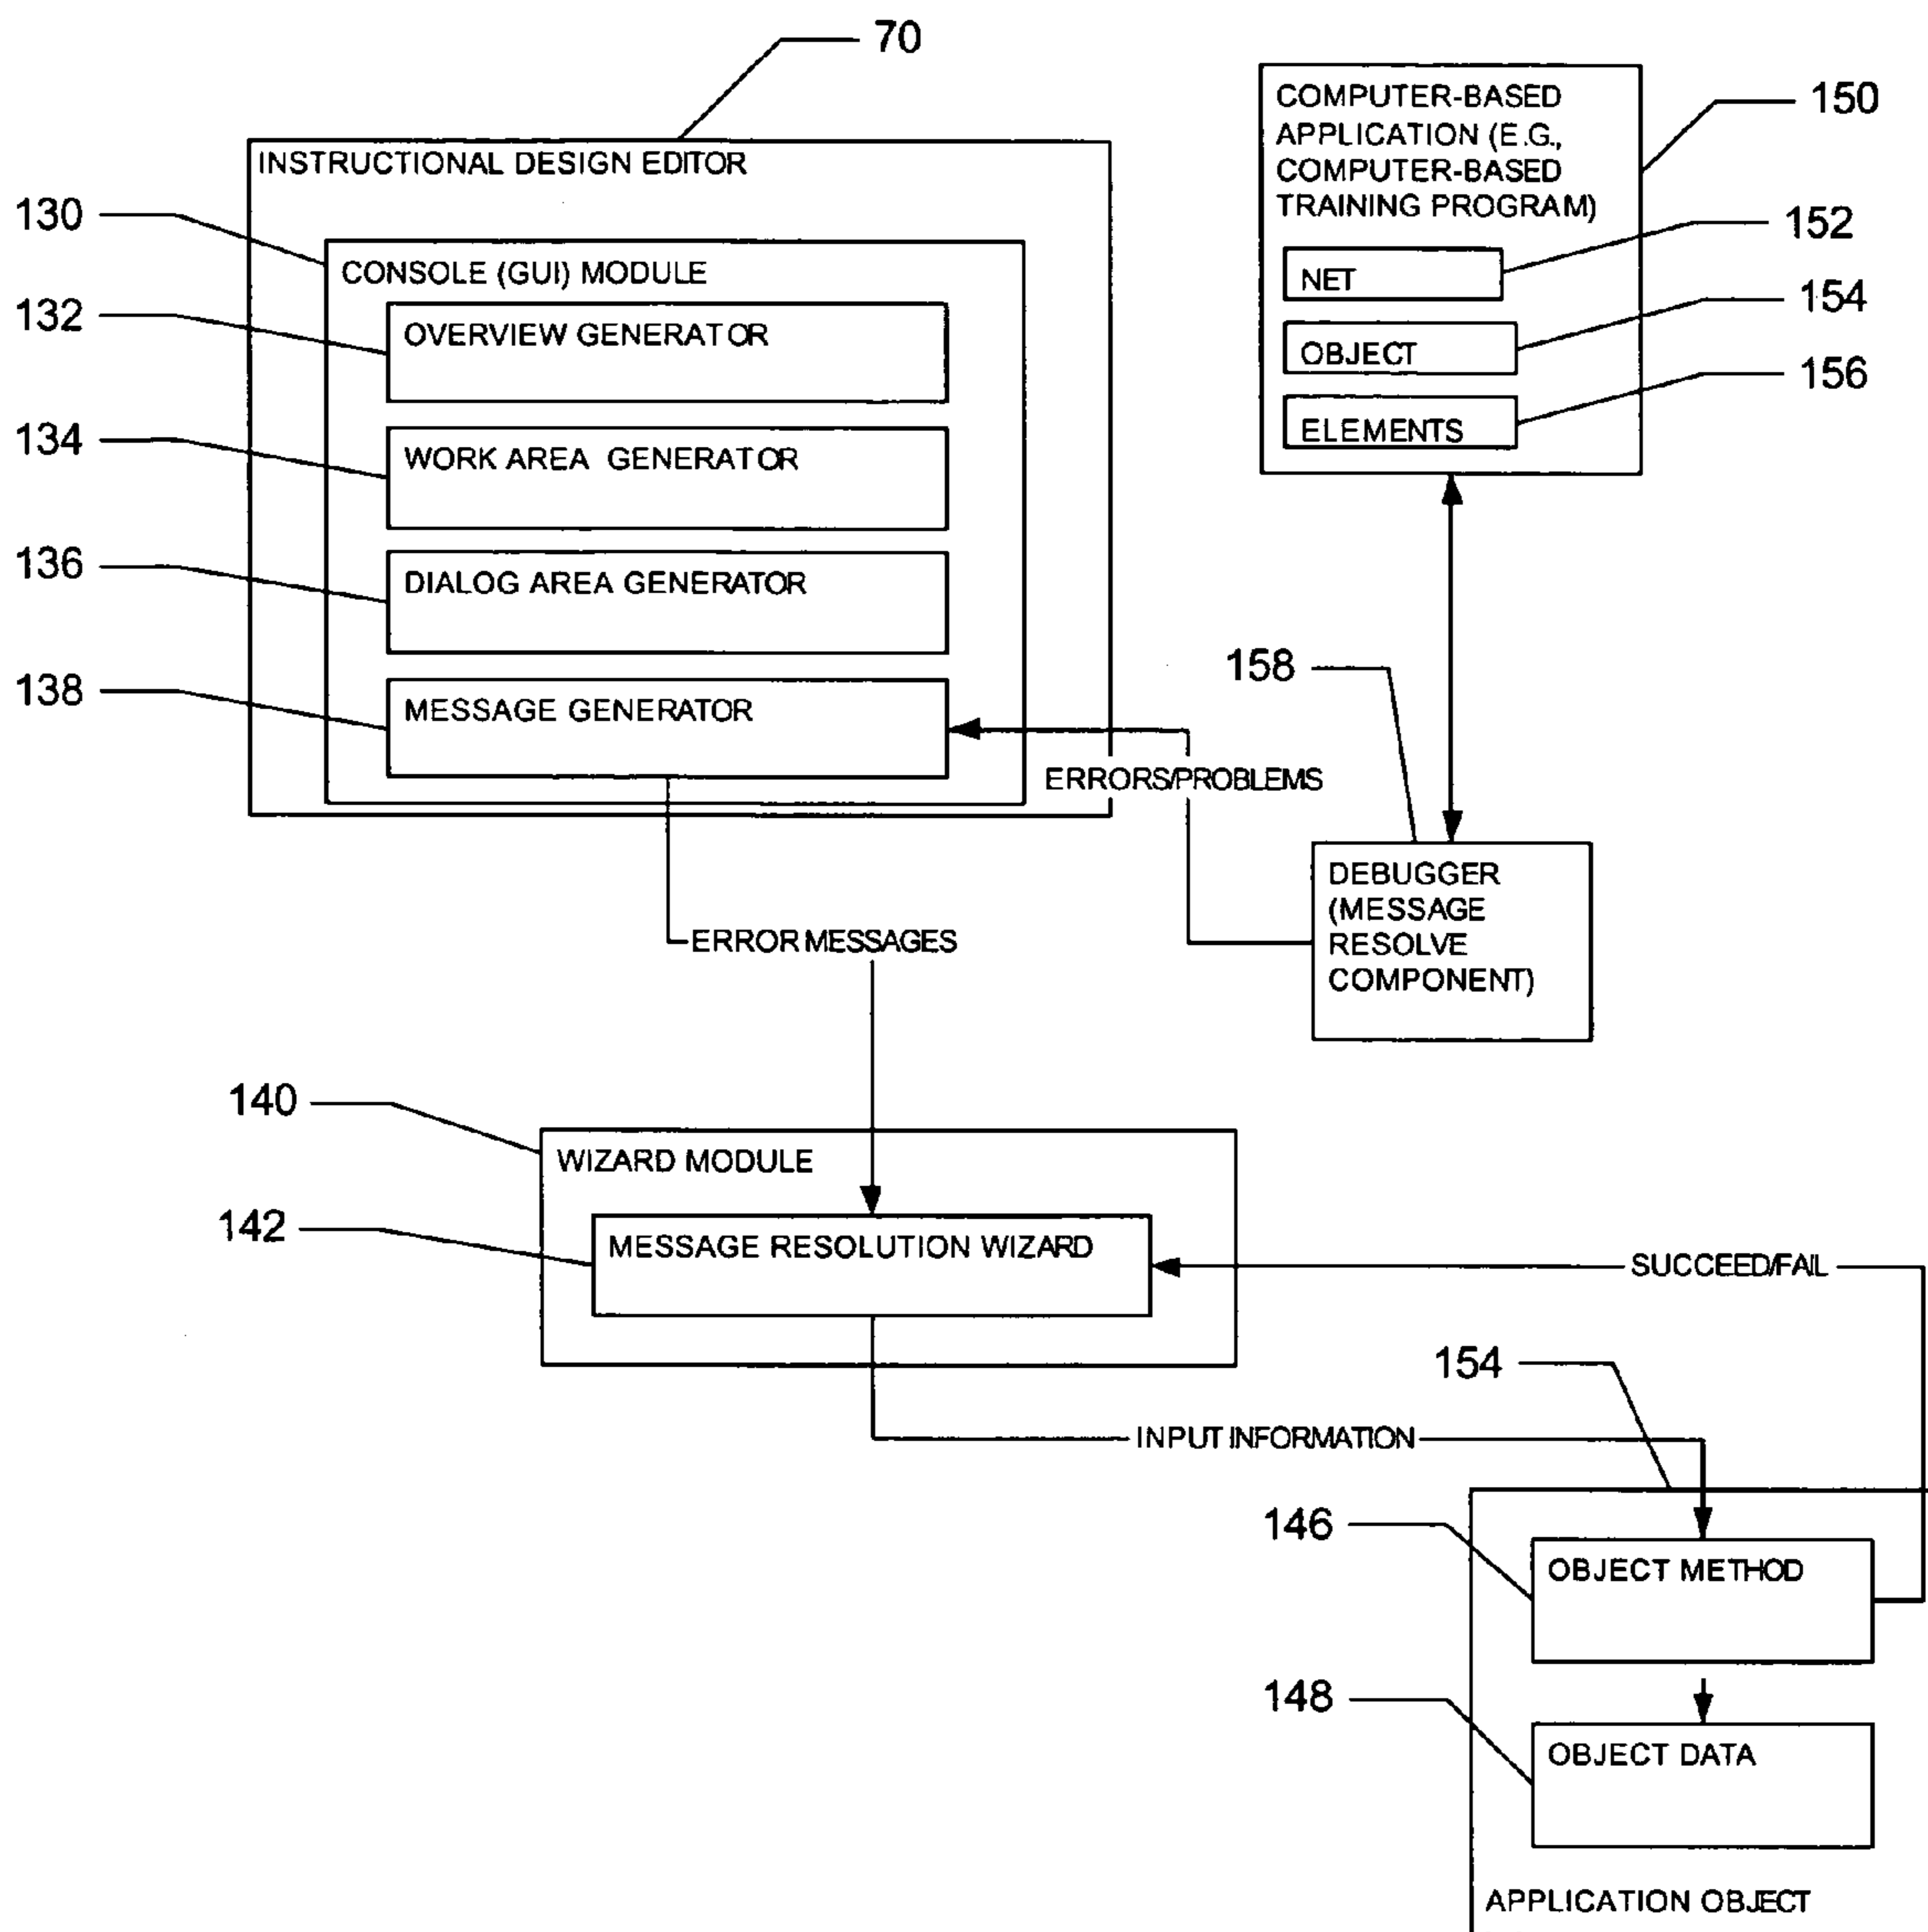 70
INSTRUCTIONAL DESIGN EDITOR
130
CONSOLE (GUI) MODULE
132
OVERVIEW GENERATOR
134
WORK AREA GENERATOR
136
DIALOG AREA GENERATOR
138
MESSAGE GENERATOR
COMPUTER-BASED
APPLICATION (E.G.,
COMPUTER-BASED
TRAINING PROGRAM)
150
NET
152
OBJECT
154
ELEMENTS
156
ERRORS/PROBLEMS
158
DEBUGGER
(MESSAGE
RESOLVE
COMPONENT)
ERROR MESSAGES
140
WIZARD MODULE
142
MESSAGE RESOLUTION WIZARD
SUCCEED/FAIL
INPUT INFORMATION
154
146
OBJECT METHOD
148
OBJECT DATA
APPLICATION OBJECT